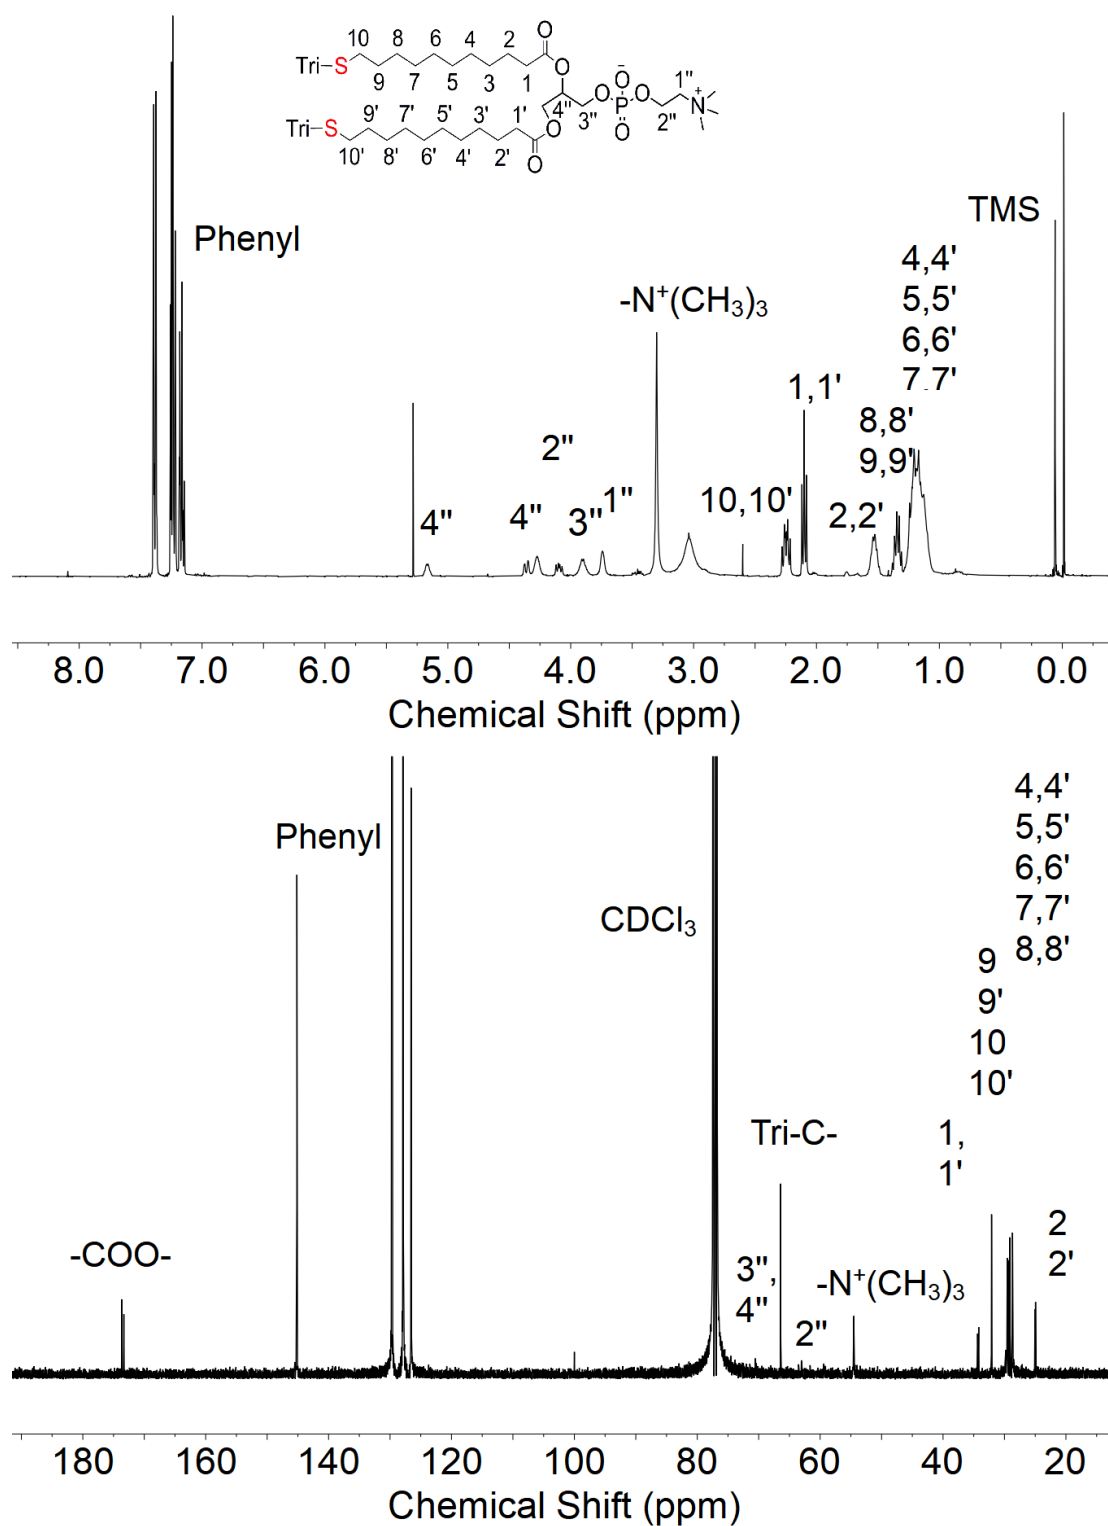 O
10 8 6 4 2
Tri-S
9 7 5 3 1
O
O⁻
1''
O P O N⁺
4''
3'' O 2''
9' 7' 5' 3' 1'
O
Tri-S
10' 8' 6' 4' 2'
O
Phenyl
TMS
4,4'
5,5'
6,6'
7,7'
-N⁺(CH₃)₃
1,1'
8,8'
9,9'
2''
10,10'
2,2'
4''
4''
3''
1''
8.0 7.0 6.0 5.0 4.0 3.0 2.0 1.0 0.0
Chemical Shift (ppm)
4,4'
5,5'
6,6'
7,7'
8,8'
Phenyl
CDCl₃
9
9'
10
10'
Tri-C-
1,
1'
2
2'
-COO-
3'',
4''
-N⁺(CH₃)₃
2''
180 160 140 120 100 80 60 40 20
Chemical Shift (ppm)